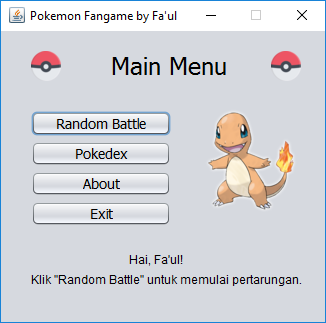 Pokemon Fangame by Fa'ul
Main Menu
Random Battle
Pokedex
About
Exit
Hai, Fa'ul!
Klik "Random Battle" untuk memulai pertarungan.